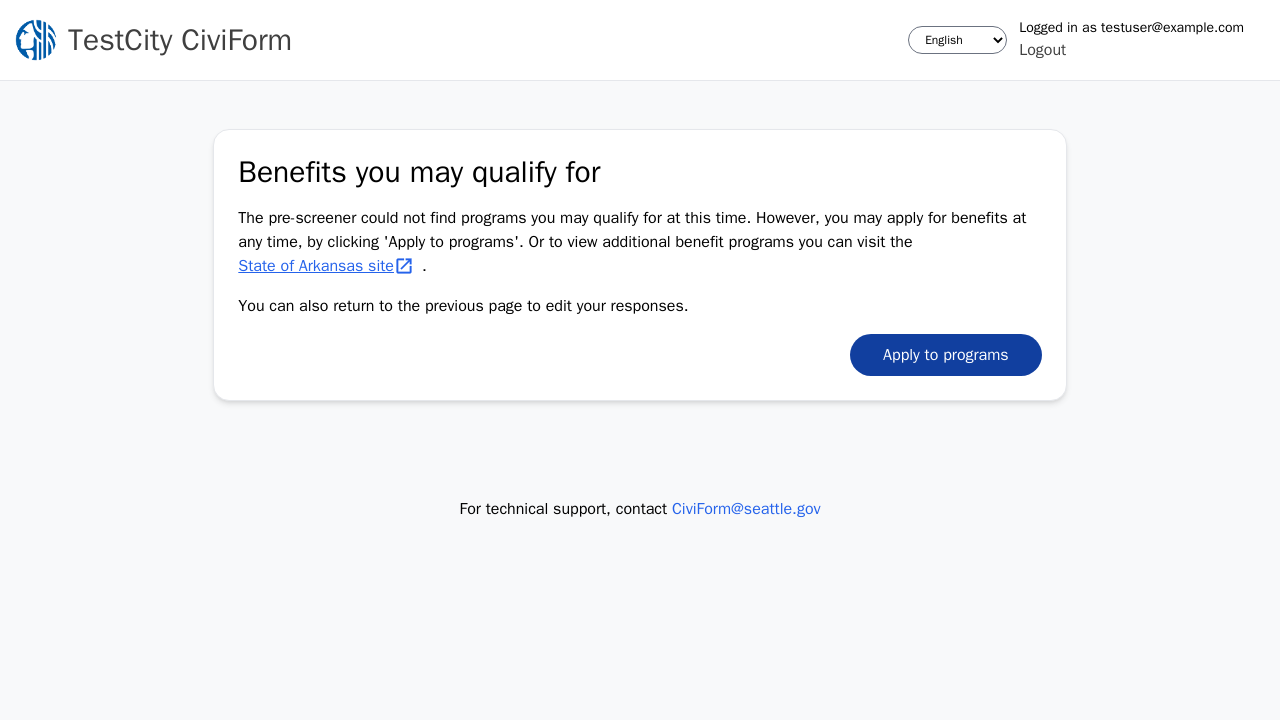 TestCity CiviForm
English
Logged in as testuser@example.com
Logout
Benefits you may qualify for
The pre-screener could not find programs you may qualify for at this time. However, you may apply for benefits at
any time, by clicking 'Apply to programs'. Or to view additional benefit programs you can visit the
State of Arkansas site .
You can also return to the previous page to edit your responses.
Apply to programs
For technical support, contact CiviForm@seattle.gov